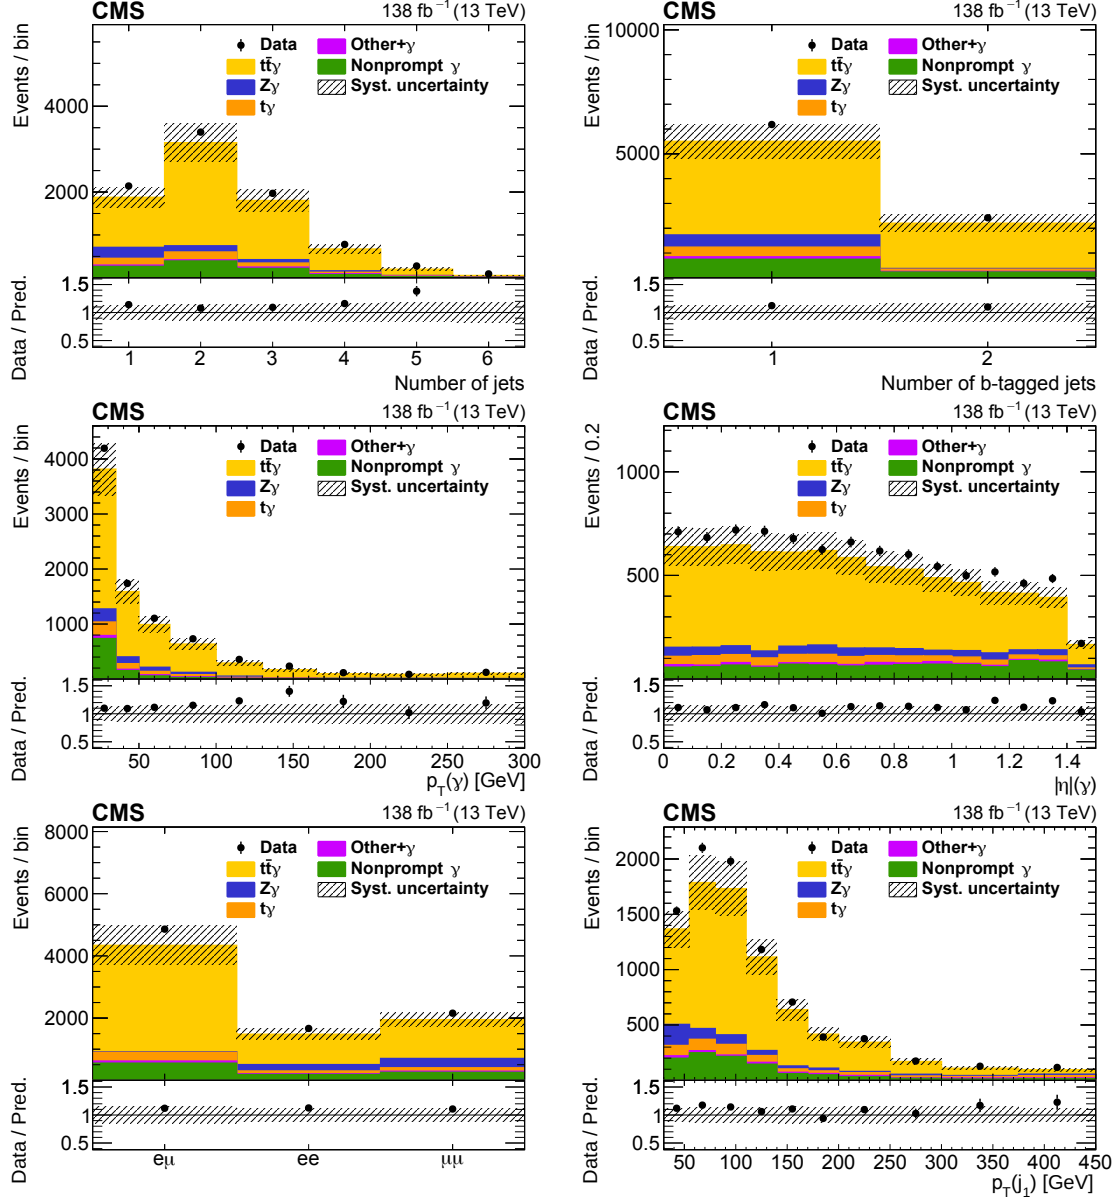 CMS 138 fb⁻¹ (13 TeV)
Events / bin
Data
tt̄γ
Zγ
tγ
Other+γ
Nonprompt γ
Syst. uncertainty
4000
2000
Data / Pred.
1.5
1
0.5
1 2 3 4 5 6
Number of jets
CMS 138 fb⁻¹ (13 TeV)
Events / bin
Data
tt̄γ
Zγ
tγ
Other+γ
Nonprompt γ
Syst. uncertainty
10000
5000
Data / Pred.
1.5
1
0.5
1 2
Number of b-tagged jets
CMS 138 fb⁻¹ (13 TeV)
Events / bin
Data
tt̄γ
Zγ
tγ
Other+γ
Nonprompt γ
Syst. uncertainty
4000
3000
2000
1000
Data / Pred.
1.5
1
0.5
50 100 150 200 250 300
p_T(γ) [GeV]
CMS 138 fb⁻¹ (13 TeV)
Events / 0.2
Data
tt̄γ
Zγ
tγ
Other+γ
Nonprompt γ
Syst. uncertainty
1000
500
Data / Pred.
1.5
1
0.5
0 0.2 0.4 0.6 0.8 1 1.2 1.4
|η|(γ)
CMS 138 fb⁻¹ (13 TeV)
Events / bin
Data
tt̄γ
Zγ
tγ
Other+γ
Nonprompt γ
Syst. uncertainty
8000
6000
4000
2000
Data / Pred.
1.5
1
0.5
eμ ee μμ
CMS 138 fb⁻¹ (13 TeV)
Events / bin
Data
tt̄γ
Zγ
tγ
Other+γ
Nonprompt γ
Syst. uncertainty
2000
1500
1000
500
Data / Pred.
1.5
1
0.5
50 100 150 200 250 300 350 400 450
p_T(j₁) [GeV]